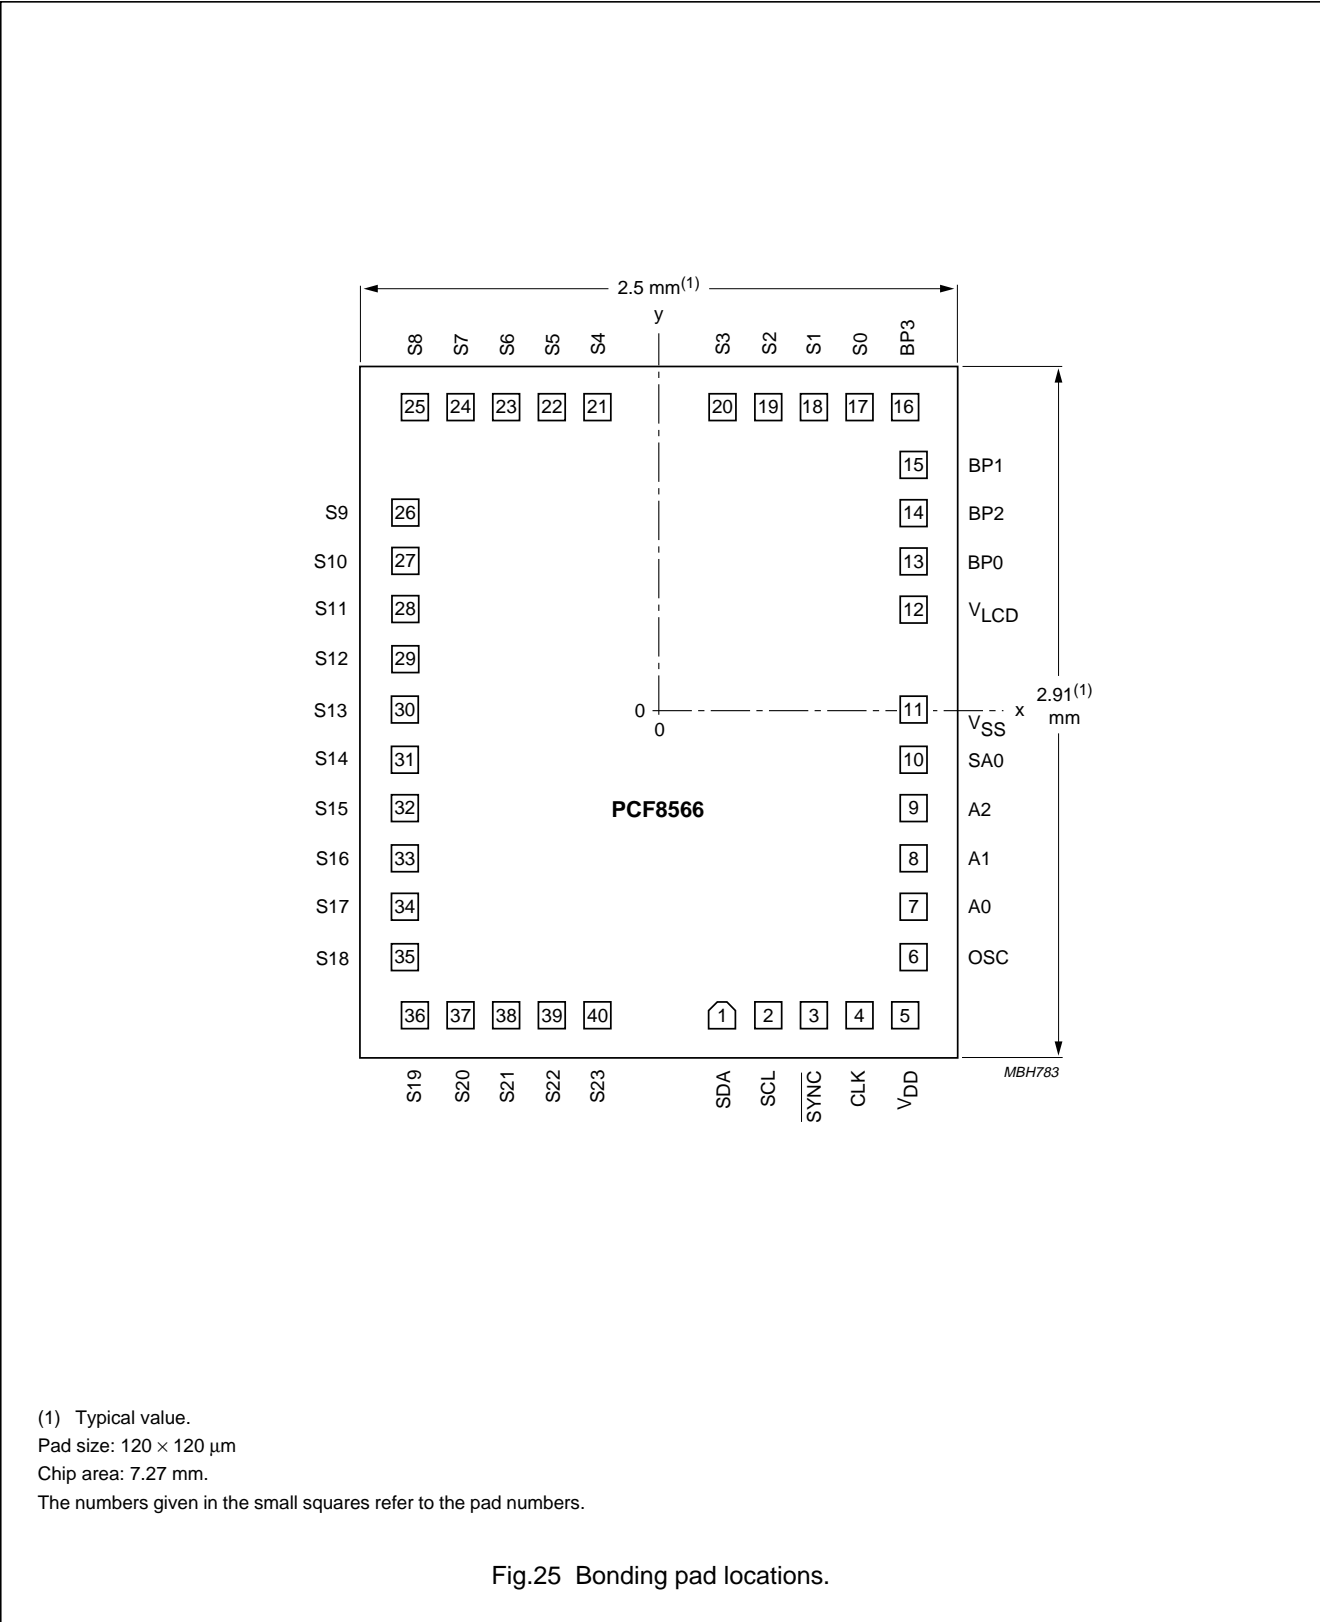 2.5 mm(1)
y
S8 S7 S6 S5 S4 S3 S2 S1 S0 BP3
25 24 23 22 21 20 19 18 17 16
15 BP1
S9 26 14 BP2
S10 27 13 BP0
S11 28 12 VLCD
S12 29
S13 30 0 11 x 2.91(1)
0 VSS mm
S14 31 10 SA0
S15 32 PCF8566 9 A2
S16 33 8 A1
S17 34 7 A0
S18 35 6 OSC
36 37 38 39 40 1 2 3 4 5
S19 S20 S21 S22 S23 SDA SCL SYNC CLK VDD
MBH783
(1) Typical value.
Pad size: 120 × 120 μm
Chip area: 7.27 mm.
The numbers given in the small squares refer to the pad numbers.
Fig.25 Bonding pad locations.